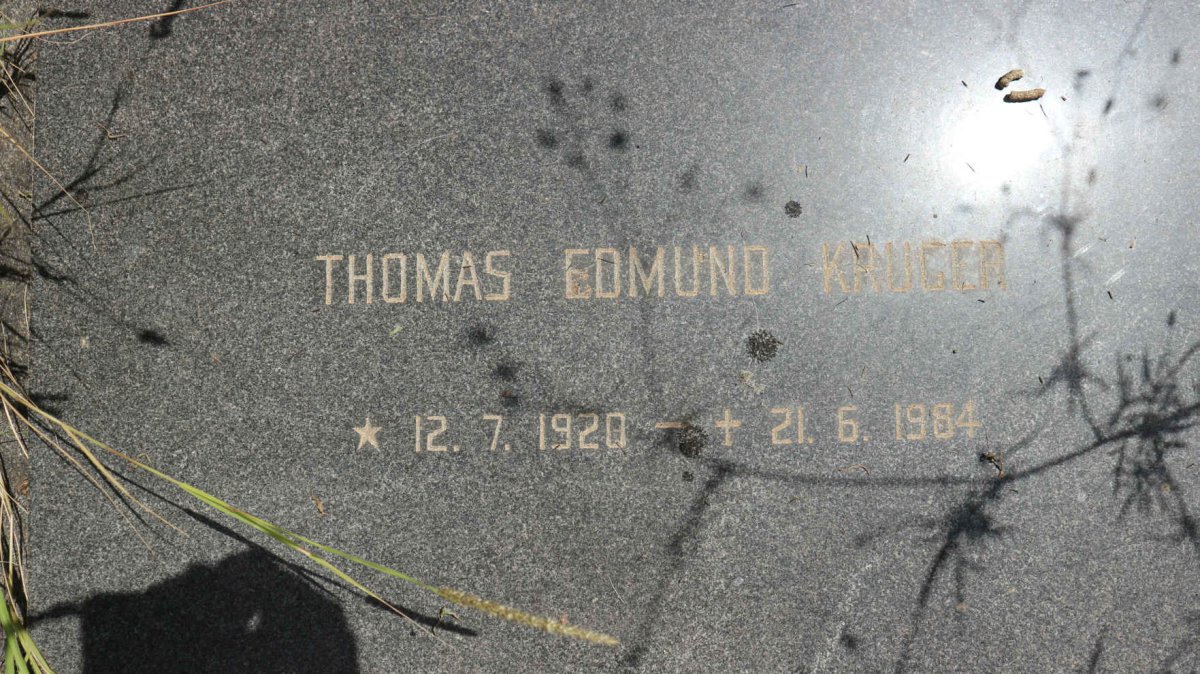 THOMAS EDMUND KRUGER
★ 12. 7. 1920 – ✝ 21. 6. 1984